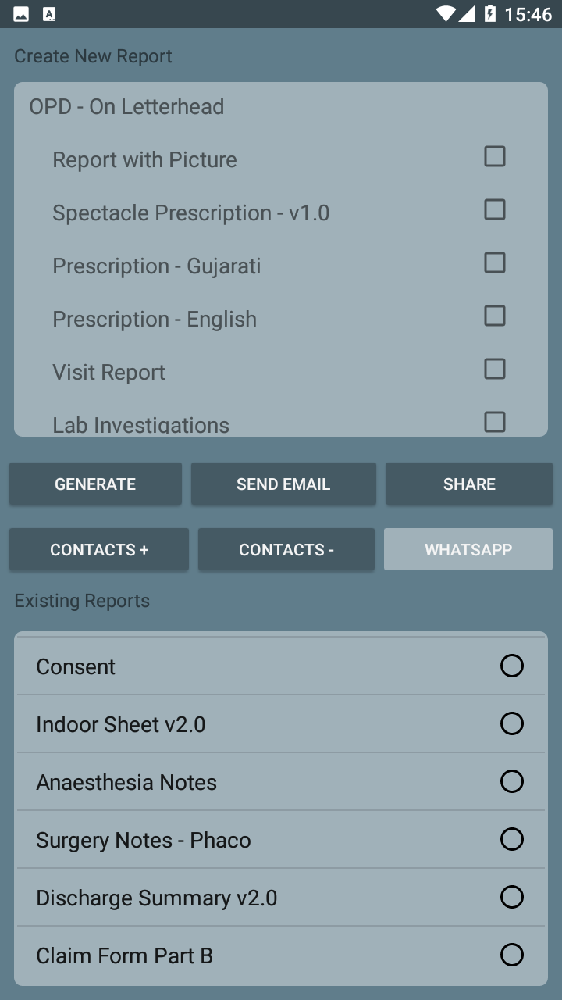 15:46
Create New Report
OPD - On Letterhead
Report with Picture
Spectacle Prescription - v1.0
Prescription - Gujarati
Prescription - English
Visit Report
Lab Investigations
GENERATE SEND EMAIL SHARE
CONTACTS + CONTACTS - WHATSAPP
Existing Reports
Consent
Indoor Sheet v2.0
Anaesthesia Notes
Surgery Notes - Phaco
Discharge Summary v2.0
Claim Form Part B